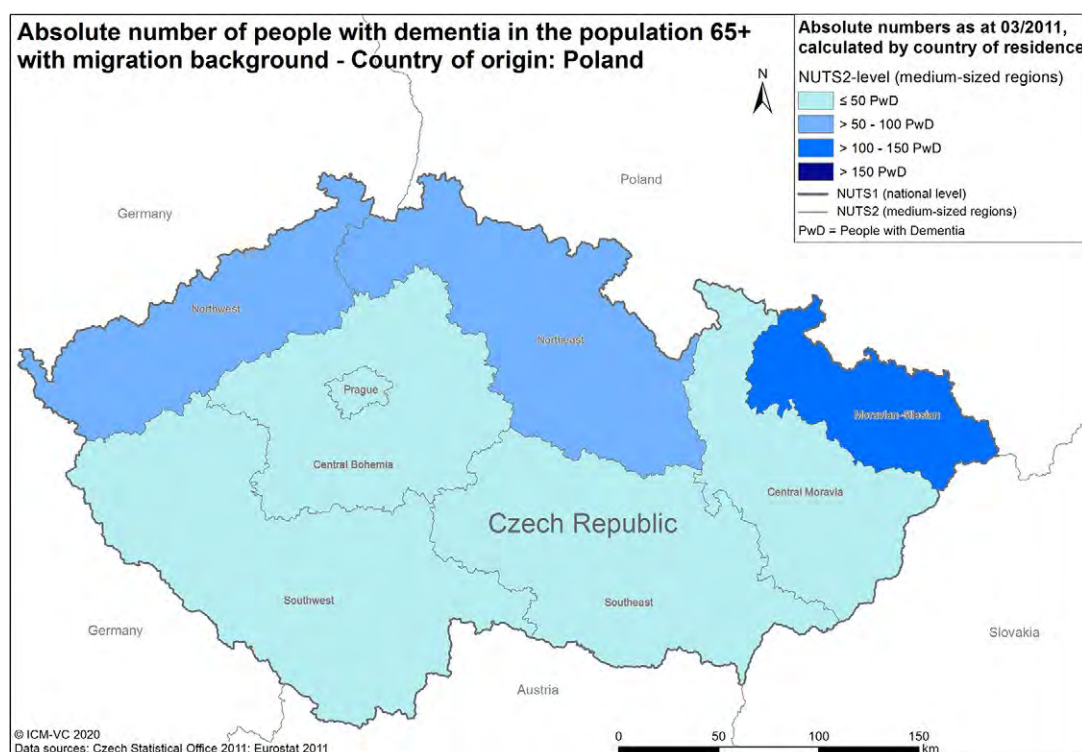 Absolute number of people with dementia in the population 65+
with migration background - Country of origin: Poland
Absolute numbers as at 03/2011,
calculated by country of residence
NUTS2-level (medium-sized regions)
≤ 50 PwD
> 50 - 100 PwD
> 100 - 150 PwD
> 150 PwD
NUTS1 (national level)
NUTS2 (medium-sized regions)
PwD = People with Dementia
N
Poland
Germany
Northwest
Northeast
Prague
Moravian-Silesian
Central Bohemia
Central Moravia
Czech Republic
Southwest
Southeast
Germany
Slovakia
Austria
© ICM-VC 2020
Data sources: Czech Statistical Office 2011; Eurostat 2011
0 50 100 150
km